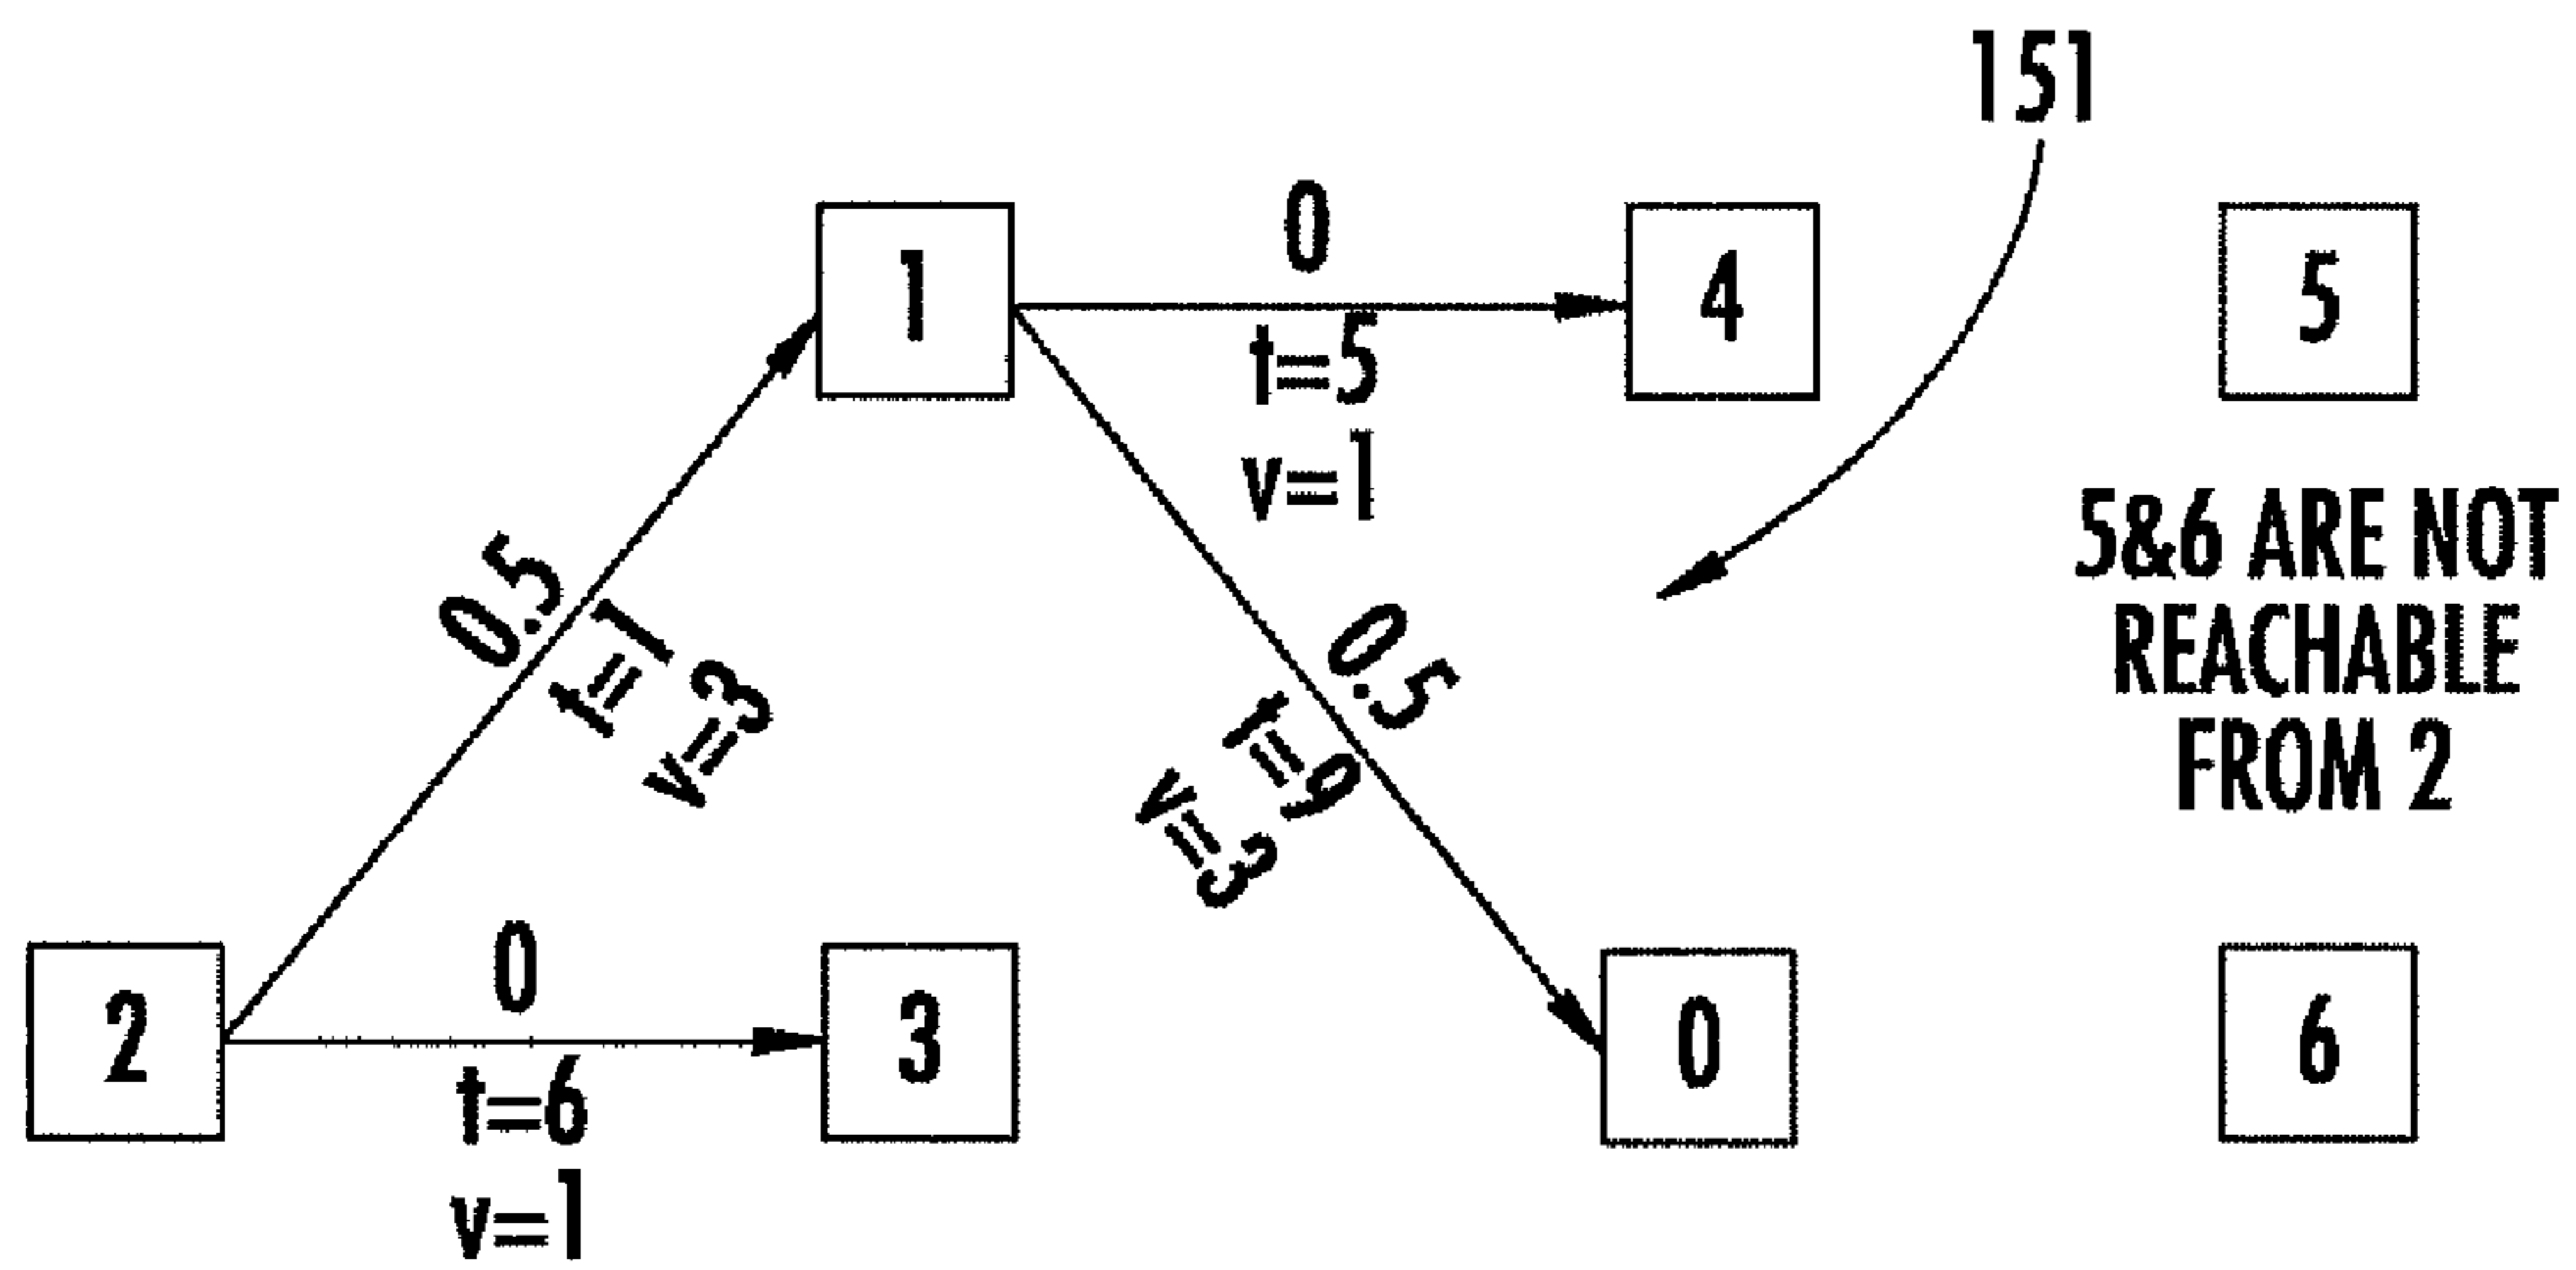 151
0
1
4
5
t=5
v=1
5&6 ARE NOT
REACHABLE
FROM 2
0.5
t=1
v=3
0.5
t=9
v=3
0
2
3
0
6
t=6
v=1